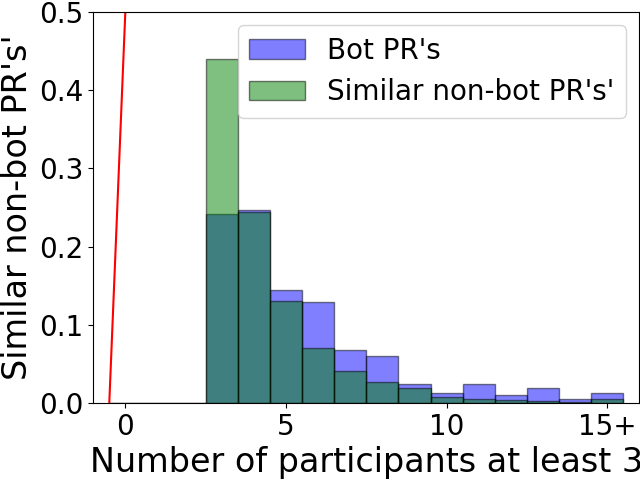 Similar non-bot PR's'
0.5
0.4
0.3
0.2
0.1
0.0
Bot PR's
Similar non-bot PR's'
0
5
10
15+
Number of participants at least 3